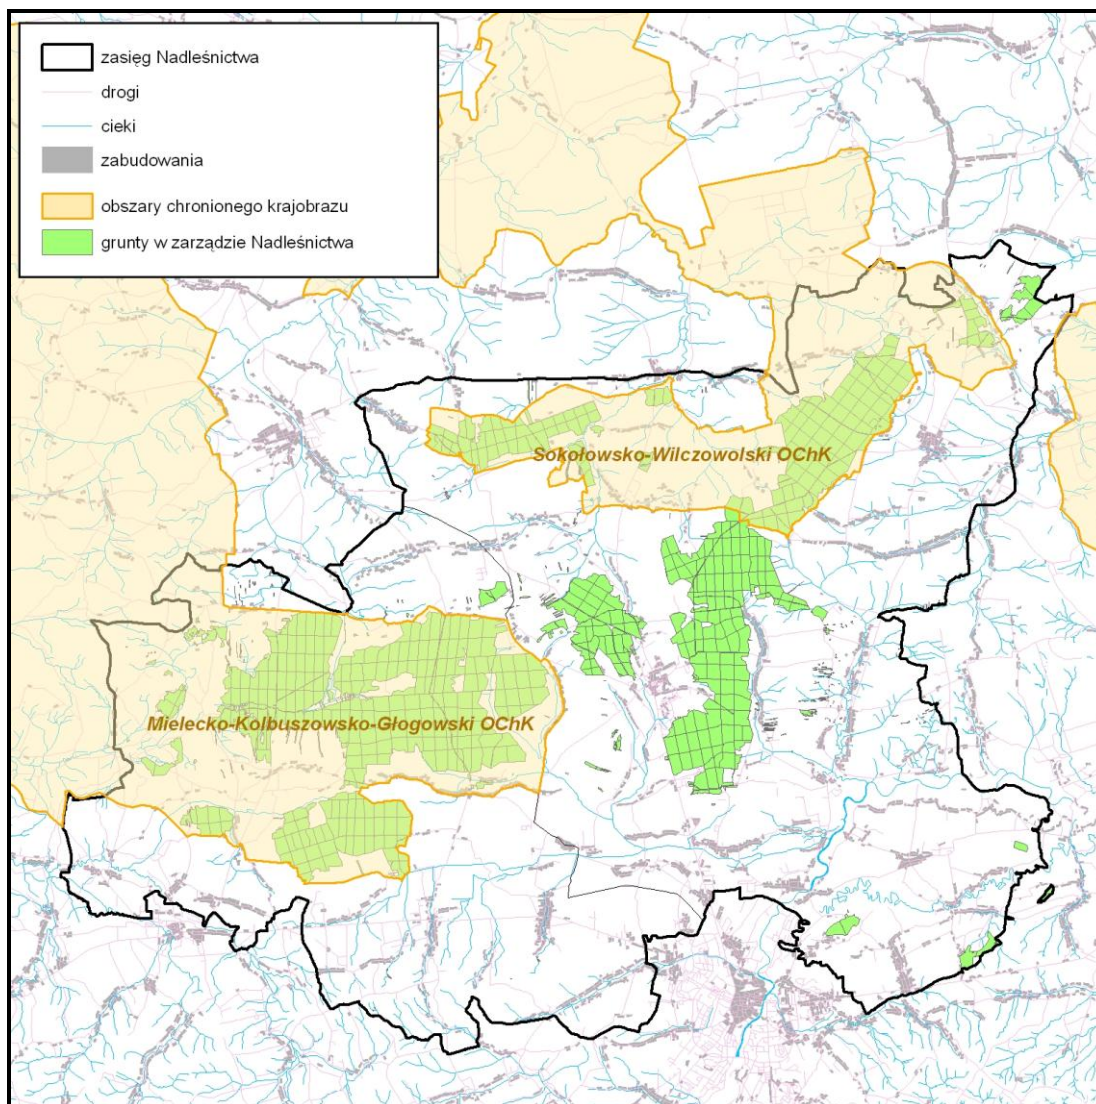 zasięg Nadleśnictwa
drogi
cieki
zabudowania
obszary chronionego krajobrazu
grunty w zarządzie Nadleśnictwa
Sokołowsko-Wilczowolski OChK
Mielecko-Kolbuszowsko-Głogowski OChK